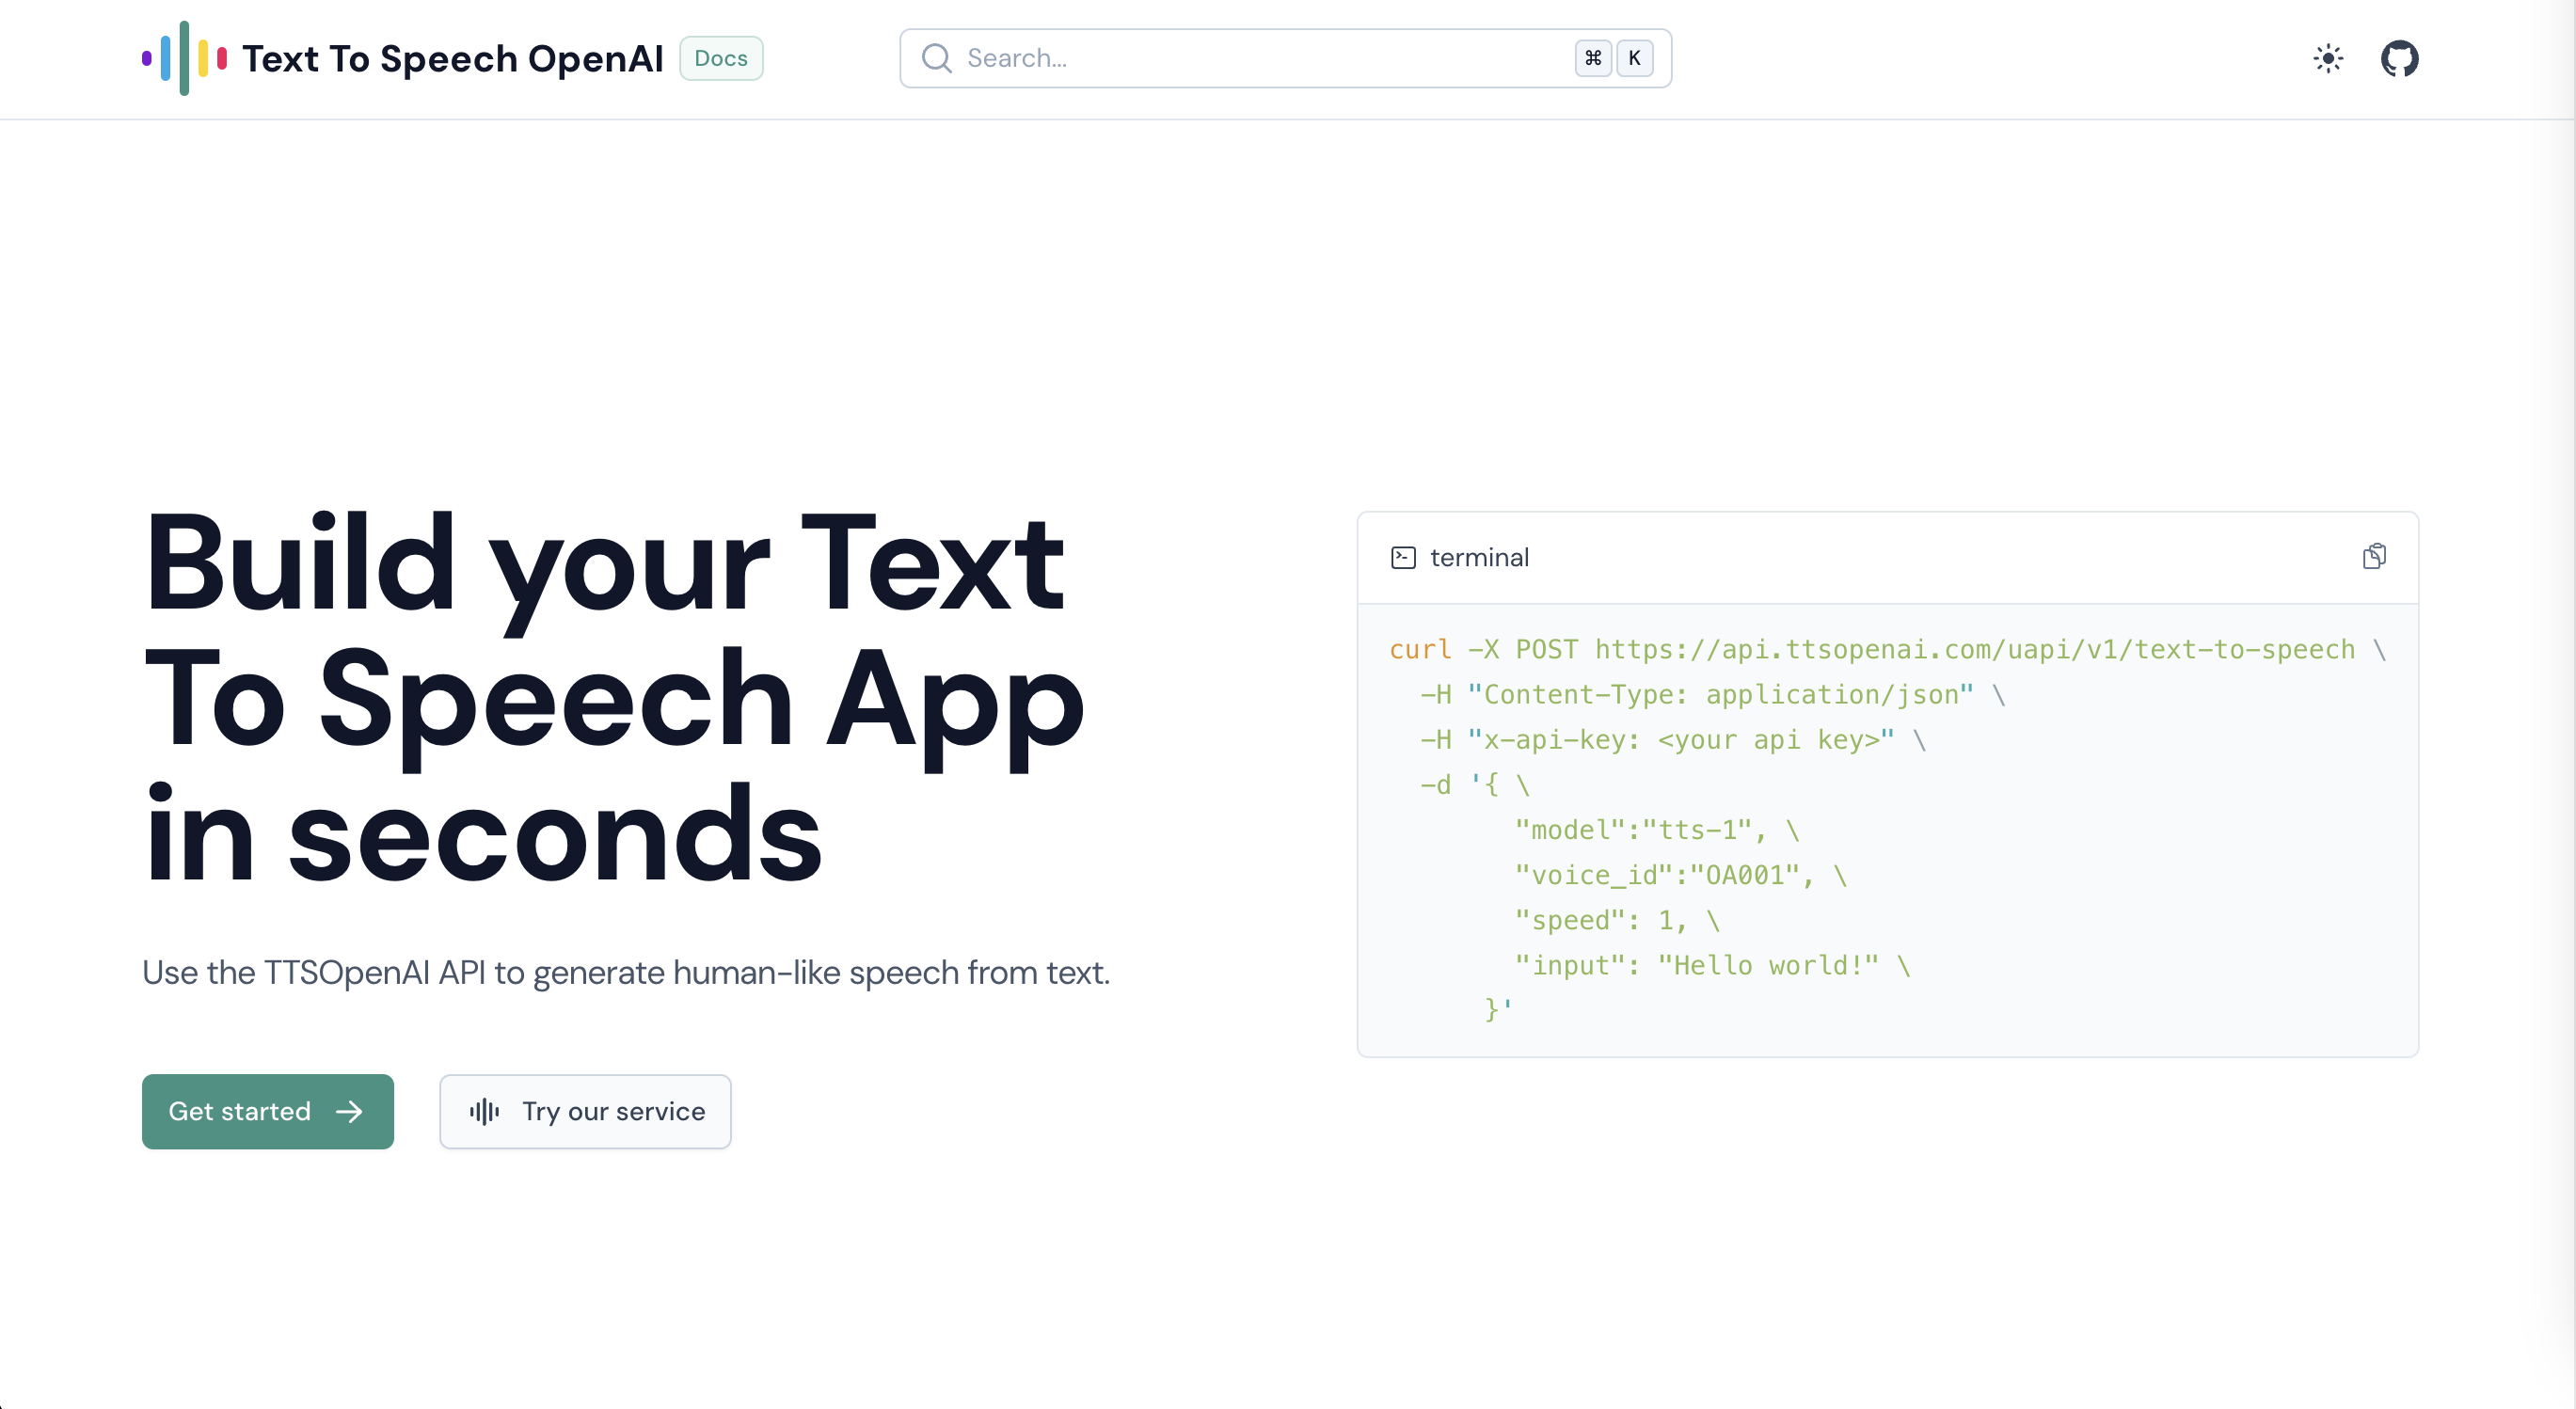 Text To Speech OpenAI Docs
Search...
⌘ K
Build your Text
To Speech App
in seconds
Use the TTSOpenAI API to generate human-like speech from text.
Get started
Try our service
terminal
curl -X POST https://api.ttsopenai.com/uapi/v1/text-to-speech \
  -H "Content-Type: application/json" \
  -H "x-api-key: <your api key>" \
  -d '{ \
        "model":"tts-1", \
        "voice_id":"OA001", \
        "speed": 1, \
        "input": "Hello world!" \
      }'